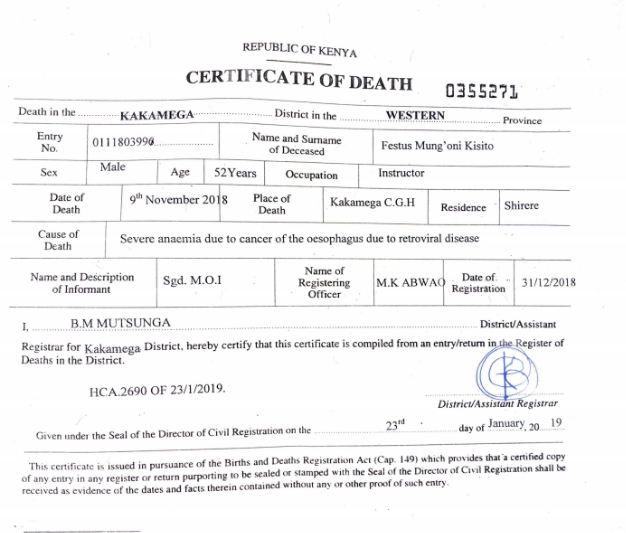 REPUBLIC OF KENYA
CERTIFICATE OF DEATH 0355271
Death in the KAKAMEGA District in the WESTERN Province
Entry No. 0111803996 Name and Surname of Deceased Festus Mung'oni Kisito
Sex Male Age 52Years Occupation Instructor
Date of Death 9th November 2018 Place of Death Kakamega C.G.H Residence Shirere
Cause of Death Severe anaemia due to cancer of the oesophagus due to retroviral disease
Name and Description of Informant Sgd. M.O.I Name of Registering Officer M.K ABWAO Date of Registration 31/12/2018
I, B.M MUTSUNGA District/Assistant
Registrar for Kakamega District, hereby certify that this certificate is compiled from an entry/return in the Register of
Deaths in the District.
HCA.2690 OF 23/1/2019.
District/Assistant Registrar
Given under the Seal of the Director of Civil Registration on the 23rd day of January, 20 19
This certificate is issued in pursuance of the Births and Deaths Registration Act (Cap. 149) which provides that a certified copy
of any entry in any register or return purporting to be sealed or stamped with the Seal of the Director of Civil Registration shall be
received as evidence of the dates and facts therein contained without any or other proof of such entry.